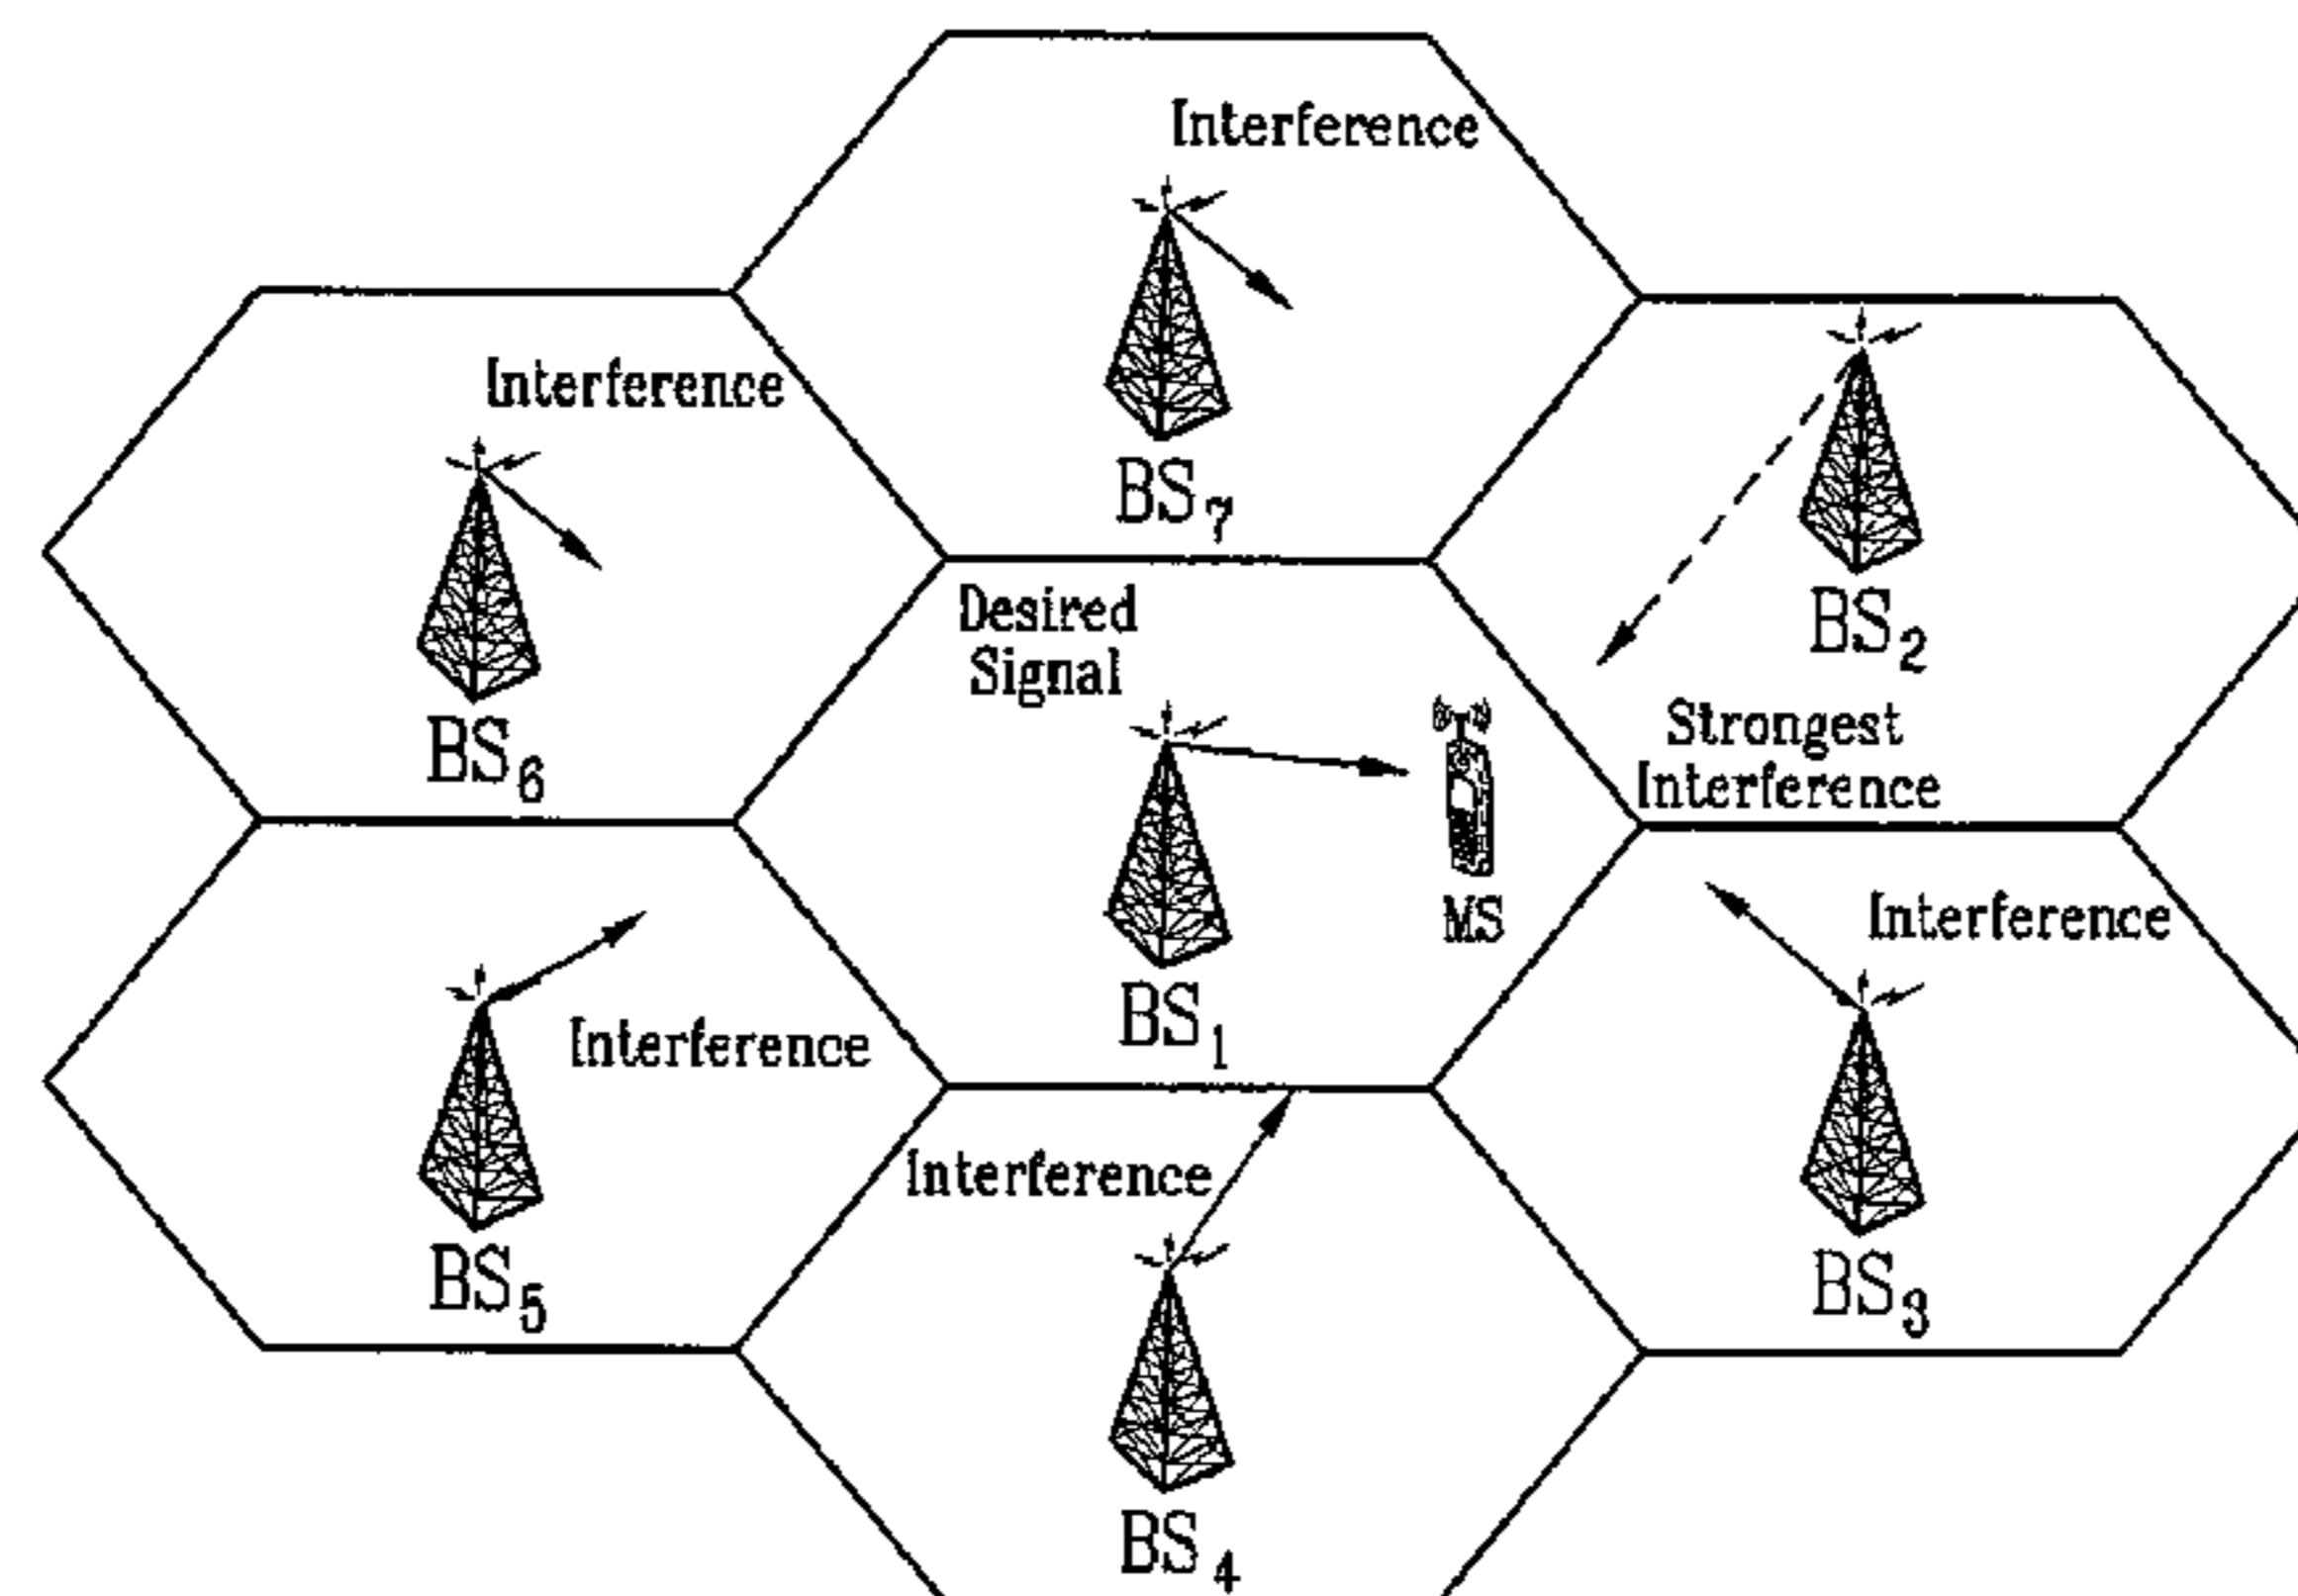 Interference
BS7
Interference
BS6
BS2
Desired
Signal
Strongest
Interference
MS
BS1
Interference
BS3
Interference
BS5
Interference
BS4